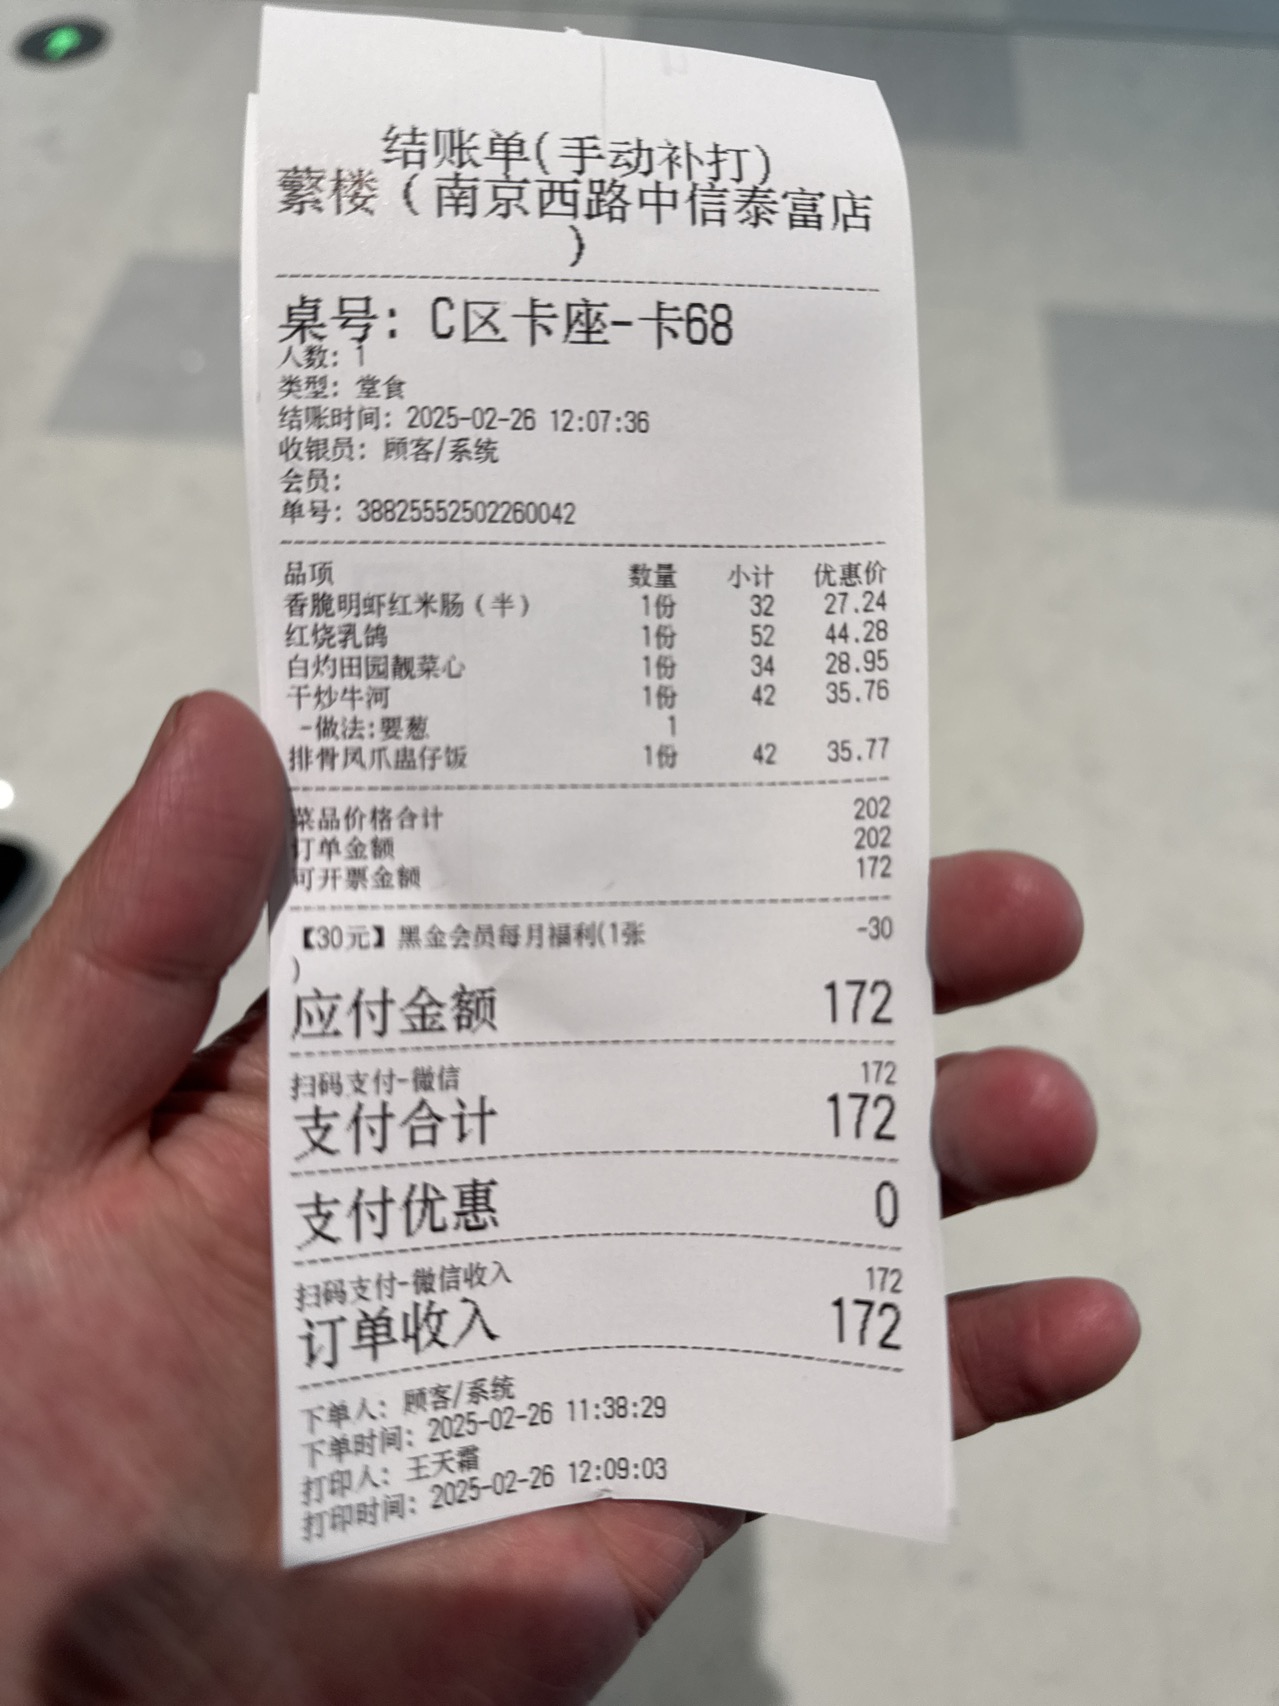 结账单(手动补打)
蘩楼(南京西路中信泰富店
)
桌号: C区卡座-卡68
人数: 1
类型: 堂食
结账时间: 2025-02-26 12:07:36
收银员: 顾客/系统
会员:
单号: 38825552502260042
品项 数量 小计 优惠价
香脆明虾红米肠(半) 1份 32 27.24
红烧乳鸽 1份 52 44.28
白灼田园靓菜心 1份 34 28.95
干炒牛河 1份 42 35.76
-做法:要葱 1
排骨凤爪盅仔饭 1份 42 35.77
菜品价格合计 202
订单金额 202
可开票金额 172
【30元】黑金会员每月福利(1张 -30
)
应付金额 172
扫码支付-微信 172
支付合计 172
支付优惠 0
扫码支付-微信收入 172
订单收入 172
下单人: 顾客/系统
下单时间: 2025-02-26 11:38:29
打印人: 王天霜
打印时间: 2025-02-26 12:09:03